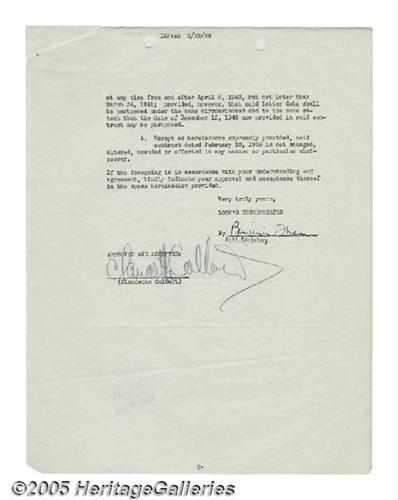 2/23/39
at any time from and after April 8, 1940, but not later than
March 24, 1941; provided, however, that said latter date shall
be postponed under the same circumstances and to the same ex-
tent that the date of December 15, 1940 now provided in said con-
tract may be postponed.
3. Except as hereinabove expressly provided, said
contract dated February 20, 1939 is not changed,
altered, amended or affected in any manner or particular what-
soever.
If the foregoing is in accordance with your understanding and
agreement, kindly indicate your approval and acceptance thereof
in the space hereinbelow provided.
Very truly yours,
LOEW'S INCORPORATED
By
Asst. Secretary
APPROVED AND ACCEPTED:
Claudette Colbert
(Claudette Colbert)
2-
©2005 HeritageGalleries